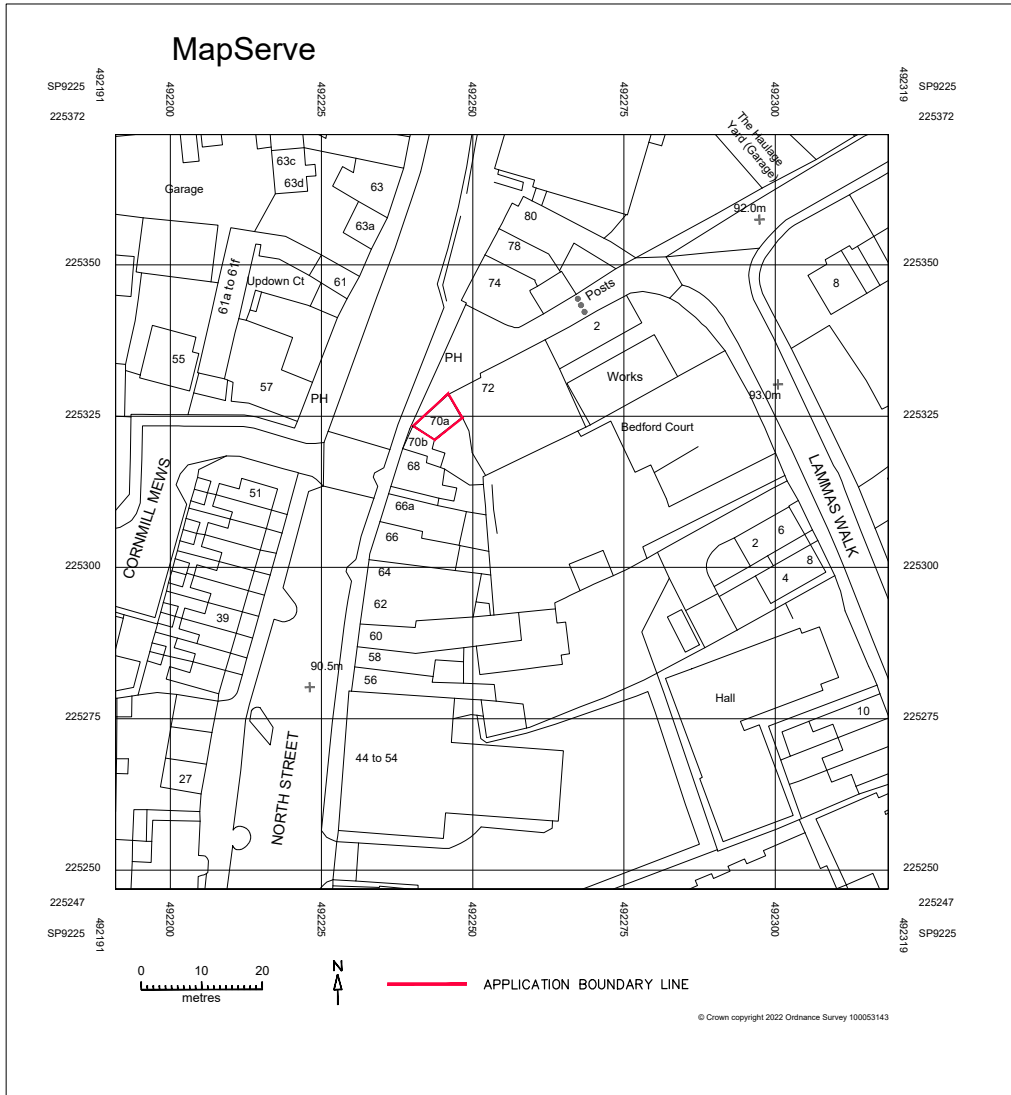 MapServe
SP9225
225372
492191
492200
492225
492250
492275
492300
492319
SP9225
225372
The Haulage
Yard (Garage)
63c
63d
63
Garage
63a
80
92.0m
78
225350
61a to 61f
Updown Ct
61
74
Posts
8
225350
2
55
PH
57
PH
72
Works
93.0m
225325
70a
Bedford Court
225325
70b
68
CORNMILL MEWS
51
66a
LAMMAS WALK
66
2
6
225300
64
8
4
225300
62
39
60
58
90.5m
56
Hall
10
225275
225275
44 to 54
27
NORTH STREET
225250
225250
225247
SP9225
492191
492200
492225
492250
492275
492300
492319
225247
SP9225
0 10 20
metres
N
APPLICATION BOUNDARY LINE
© Crown copyright 2022 Ordnance Survey 100053143